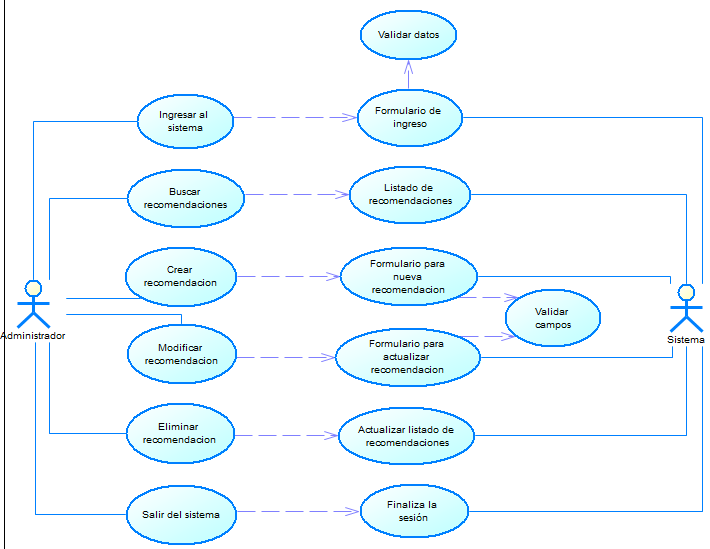 Validar datos
Ingresar al
sistema
Formulario de
ingreso
Buscar
recomendaciones
Listado de
recomendaciones
Crear
recomendacion
Formulario para
nueva
recomendacion
Validar
campos
Administrador
Sistema
Modificar
recomendacion
Formulario para
actualizar
recomendacion
Eliminar
recomendacion
Actualizar listado de
recomendaciones
Salir del sistema
Finaliza la
sesión